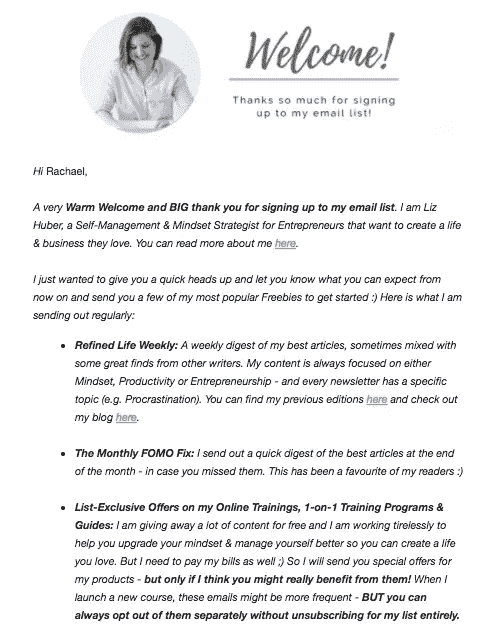 Welcome!
Thanks so much for signing
up to my email list!
Hi Rachael,
A very Warm Welcome and BIG thank you for signing up to my email list. I am Liz
Huber, a Self-Management & Mindset Strategist for Entrepreneurs that want to create a life
& business they love. You can read more about me here.
I just wanted to give you a quick heads up and let you know what you can expect from
now on and send you a few of my most popular Freebies to get started :) Here is what I am
sending out regularly:
• Refined Life Weekly: A weekly digest of my best articles, sometimes mixed with
some great finds from other writers. My content is always focused on either
Mindset, Productivity or Entrepreneurship - and every newsletter has a specific
topic (e.g. Procrastination). You can find my previous editions here and check out
my blog here.
• The Monthly FOMO Fix: I send out a quick digest of the best articles at the end
of the month - in case you missed them. This has been a favourite of my readers :)
• List-Exclusive Offers on my Online Trainings, 1-on-1 Training Programs &
Guides: I am giving away a lot of content for free and I am working tirelessly to
help you upgrade your mindset & manage yourself better so you can create a life
you love. But I need to pay my bills as well ;) So I will send you special offers for
my products - but only if I think you might really benefit from them! When I
launch a new course, these emails might be more frequent - BUT you can
always opt out of them separately without unsubscribing for my list entirely.